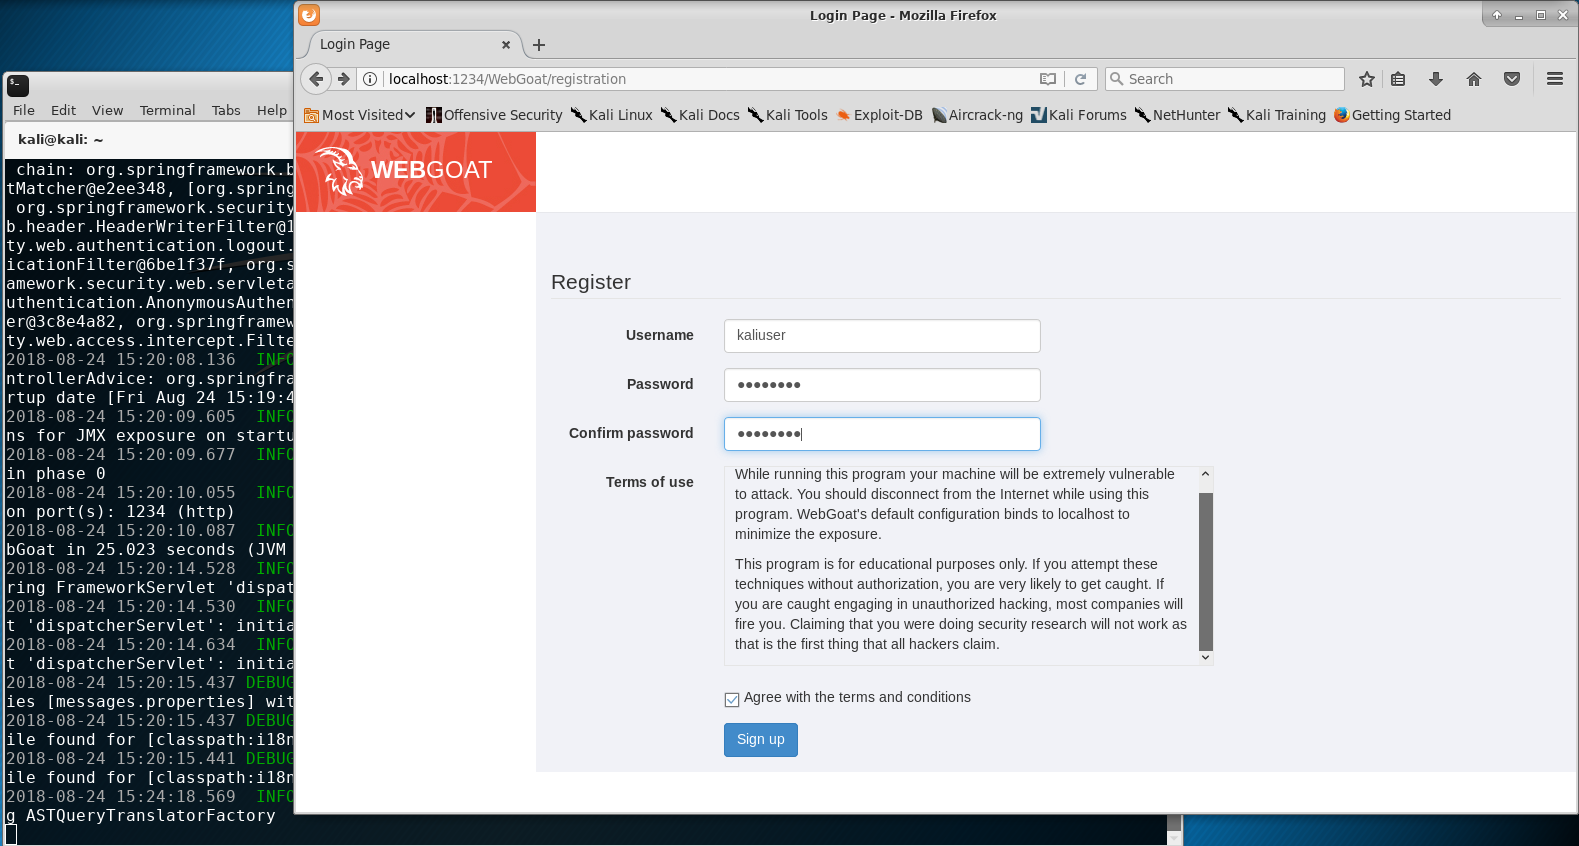 Login Page - Mozilla Firefox
Login Page
localhost:1234/WebGoat/registration
Search
Most Visited
Offensive Security
Kali Linux
Kali Docs
Kali Tools
Exploit-DB
Aircrack-ng
Kali Forums
NetHunter
Kali Training
Getting Started
File Edit View Terminal Tabs Help
kali@kali: ~
chain: org.springframework.b
tMatcher@e2ee348, [org.spring
org.springframework.security
b.header.HeaderWriterFilter@1
ty.web.authentication.logout.
icationFilter@6be1f37f, org.s
amework.security.web.servleta
uthentication.AnonymousAuthen
er@3c8e4a82, org.springframew
ty.web.access.intercept.Filte
2018-08-24 15:20:08.136 INFO
ntrollerAdvice: org.springfra
rtup date [Fri Aug 24 15:19:4
2018-08-24 15:20:09.605 INFO
ns for JMX exposure on startu
2018-08-24 15:20:09.677 INFO
in phase 0
2018-08-24 15:20:10.055 INFO
on port(s): 1234 (http)
2018-08-24 15:20:10.087 INFO
bGoat in 25.023 seconds (JVM
2018-08-24 15:20:14.528 INFO
ring FrameworkServlet 'dispat
2018-08-24 15:20:14.530 INFO
t 'dispatcherServlet': initia
2018-08-24 15:20:14.634 INFO
t 'dispatcherServlet': initia
2018-08-24 15:20:15.437 DEBUG
ies [messages.properties] wit
2018-08-24 15:20:15.437 DEBUG
ile found for [classpath:i18n
2018-08-24 15:20:15.441 DEBUG
ile found for [classpath:i18n
2018-08-24 15:24:18.569 INFO
g ASTQueryTranslatorFactory
WEBGOAT
Register
Username
kaliuser
Password
●●●●●●●●
Confirm password
●●●●●●●●
Terms of use
While running this program your machine will be extremely vulnerable
to attack. You should disconnect from the Internet while using this
program. WebGoat's default configuration binds to localhost to
minimize the exposure.
This program is for educational purposes only. If you attempt these
techniques without authorization, you are very likely to get caught. If
you are caught engaging in unauthorized hacking, most companies will
fire you. Claiming that you were doing security research will not work as
that is the first thing that all hackers claim.
Agree with the terms and conditions
Sign up